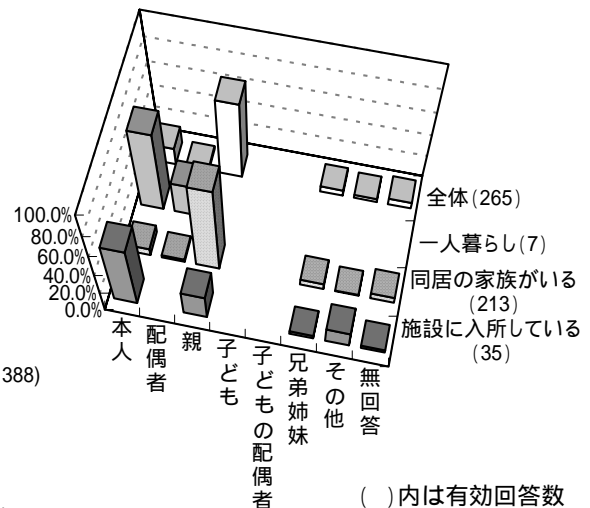 100.0%
80.0%
60.0%
40.0%
20.0%
0.0%
本人
配偶者
親
子ども
子どもの配偶者
兄弟姉妹
その他
無回答
全体(265)
一人暮らし(7)
同居の家族がいる
(213)
施設に入所している
(35)
388)
(　)内は有効回答数